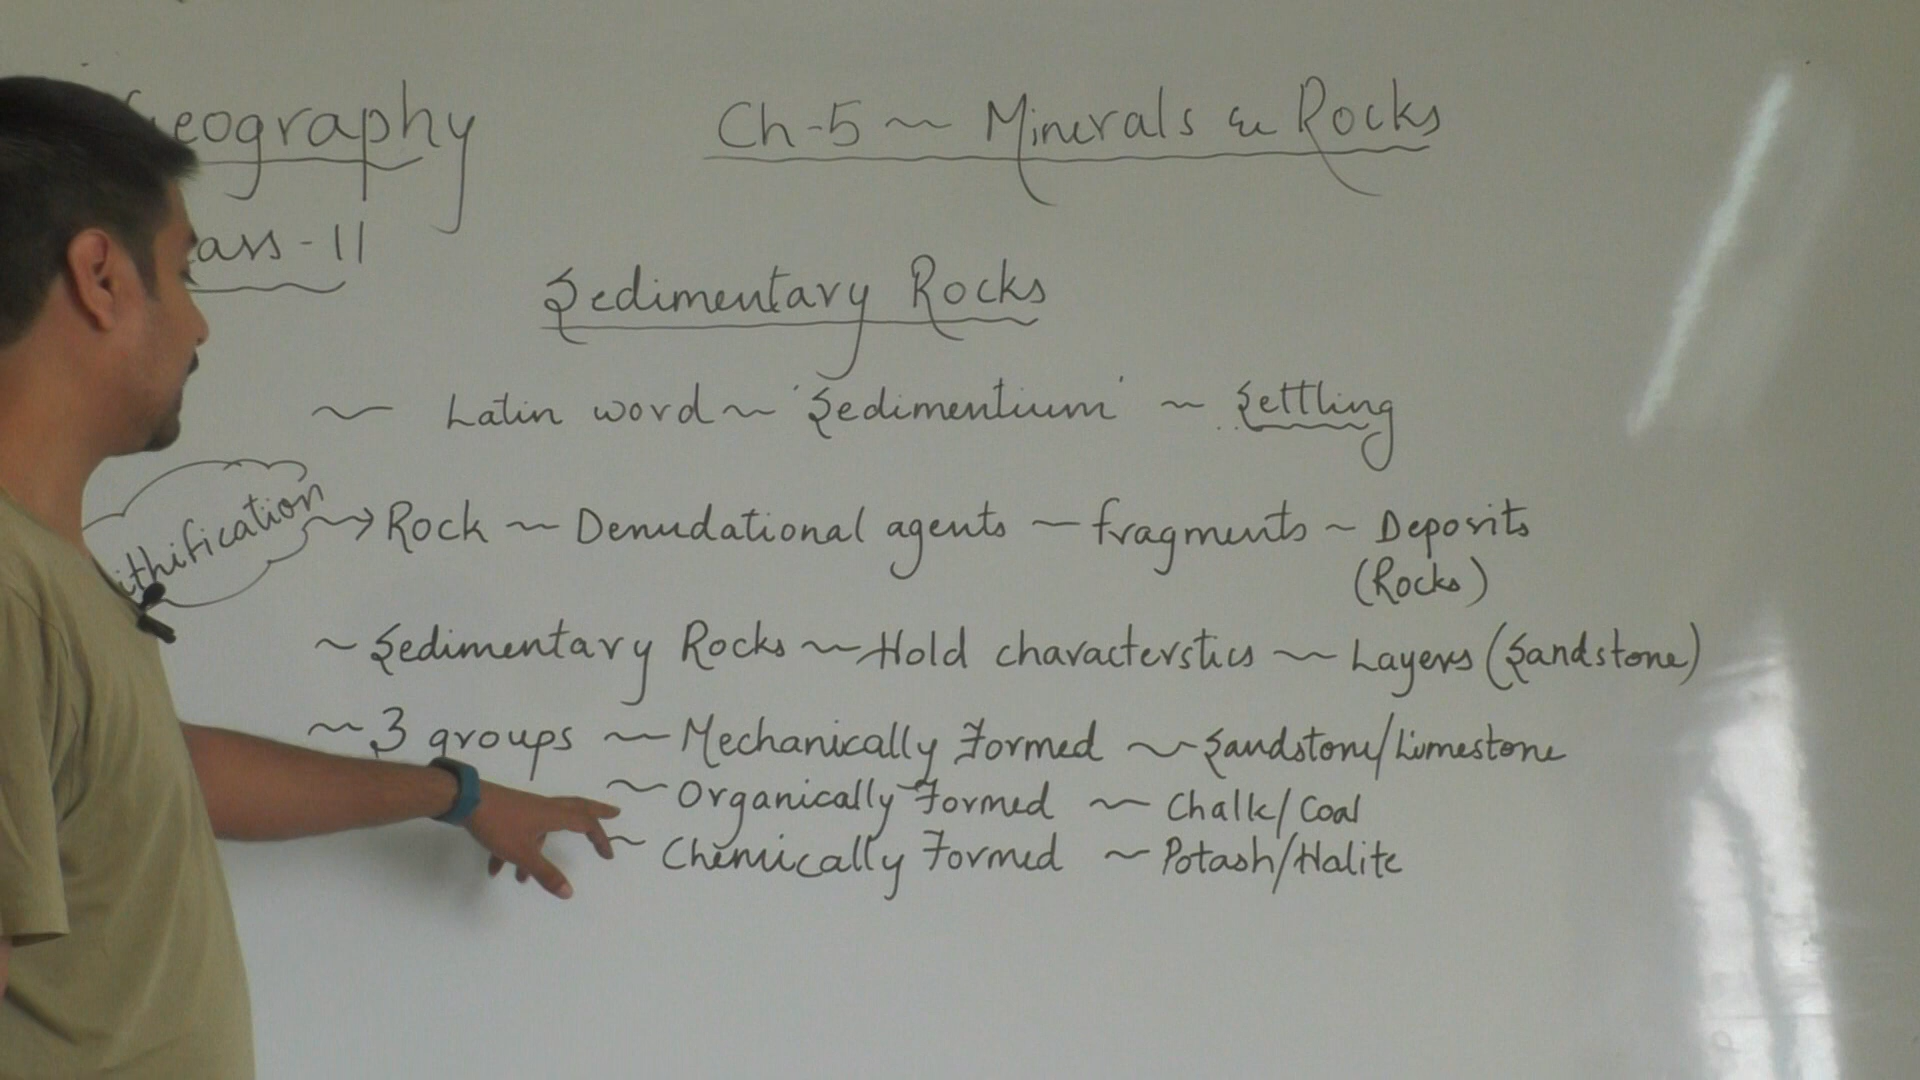 eography
Ch-5 ~ Minerals & Rocks
ass-11
Sedimentary Rocks
~ Latin word ~ 'Sedimentium' ~ Settling
ithification → Rock ~ Denudational agents ~ fragments ~ Deposits
(Rocks)
~ Sedimentary Rocks ~ Hold characterstics ~ Layers (Sandstone)
~ 3 groups ~ Mechanically Formed ~ Sandstone/Limestone
~ Organically Formed ~ Chalk/Coal
~ Chemically Formed ~ Potash/Halite